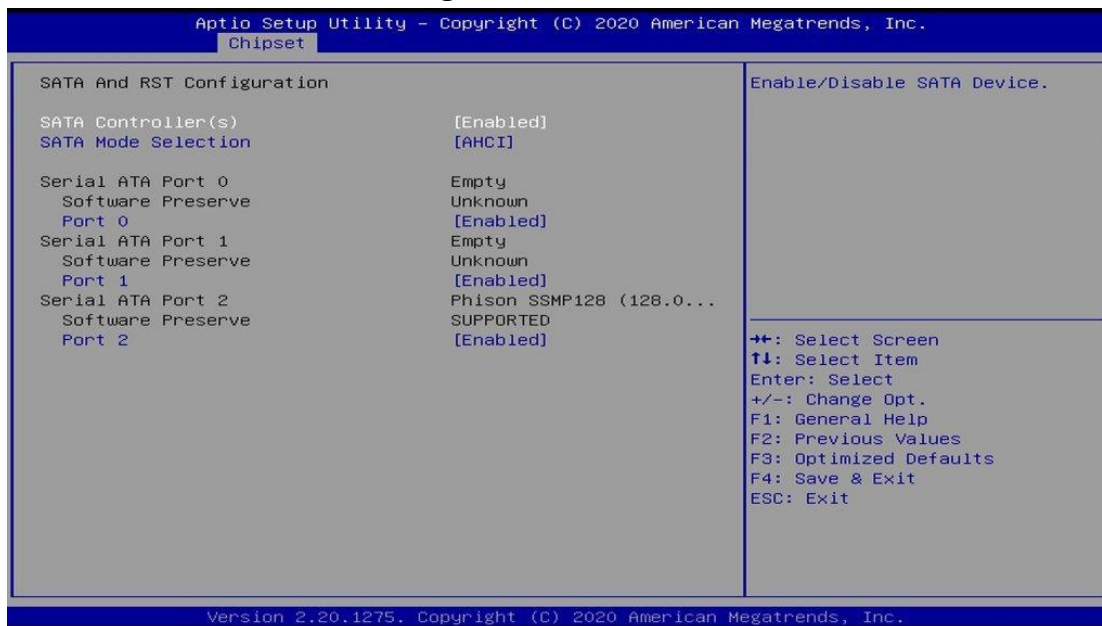 Aptio Setup Utility – Copyright (C) 2020 American Megatrends, Inc.
Chipset
SATA And RST Configuration
SATA Controller(s) [Enabled]
SATA Mode Selection [AHCI]
Serial ATA Port 0 Empty
Software Preserve Unknown
Port 0 [Enabled]
Serial ATA Port 1 Empty
Software Preserve Unknown
Port 1 [Enabled]
Serial ATA Port 2 Phison SSMP128 (128.0...
Software Preserve SUPPORTED
Port 2 [Enabled]
Enable/Disable SATA Device.
→←: Select Screen
↑↓: Select Item
Enter: Select
+/-: Change Opt.
F1: General Help
F2: Previous Values
F3: Optimized Defaults
F4: Save & Exit
ESC: Exit
Version 2.20.1275. Copyright (C) 2020 American Megatrends, Inc.